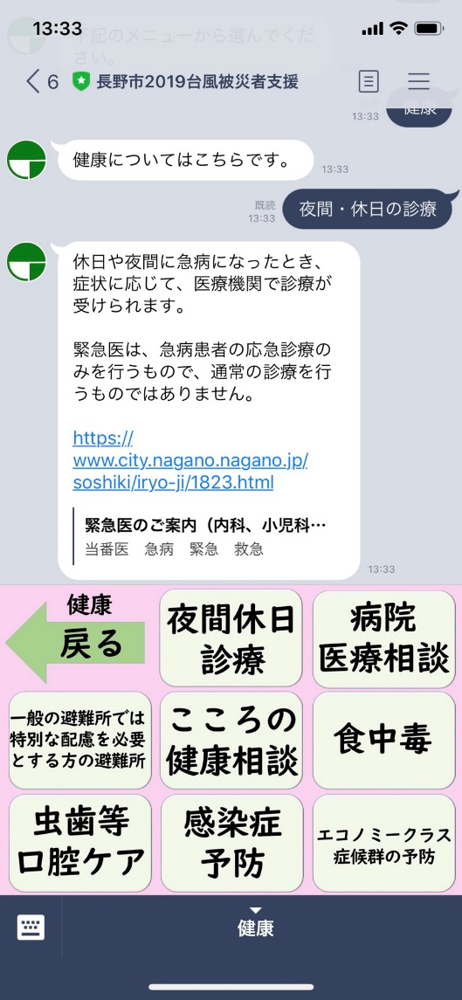 13:33
下記のメニューから選んでくだ
さい。
6
長野市2019台風被災者支援
健康
13:33
健康についてはこちらです。
13:33
既読
13:33
夜間・休日の診療
休日や夜間に急病になったとき、
症状に応じて、医療機関で診療が
受けられます。
緊急医は、急病患者の応急診療の
みを行うもので、通常の診療を行
うものではありません。
https://
www.city.nagano.nagano.jp/
soshiki/iryo-ji/1823.html
緊急医のご案内（内科、小児科…
当番医　急病　緊急　救急
13:33
健康
戻る
夜間休日
診療
病院
医療相談
一般の避難所では
特別な配慮を必要
とする方の避難所
こころの
健康相談
食中毒
虫歯等
口腔ケア
感染症
予防
エコノミークラス
症候群の予防
健康